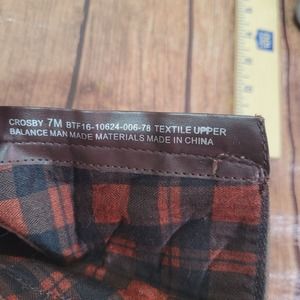 CROSBY 7M BTF16-10624-006-78 TEXTILE UPPER
BALANCE MAN MADE MATERIALS MADE IN CHINA